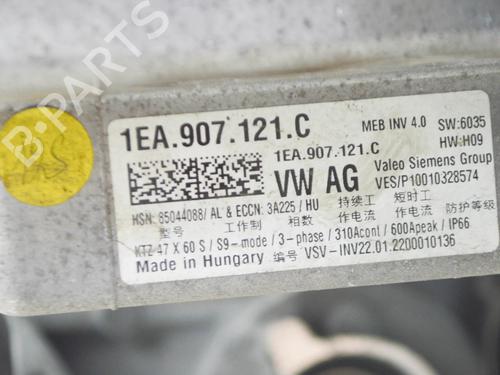 B-Parts
1EA.907.121.C
MEB INV 4.0 SW:6035
HW:H09
1EA.907.121.C
VW AG
Valeo Siemens Group
VES/P10010328574
HSN: 85044088/ AL & ECCN: 3A225 / HU
型号 工作制 相数 持续工作电流 短时工作电流 防护等级
KTZ 47 X 60 S / S9-mode / 3-phase / 310Acont / 600Apeak / IP66
Made in Hungary 编号 VSV-INV22.01.2200010136